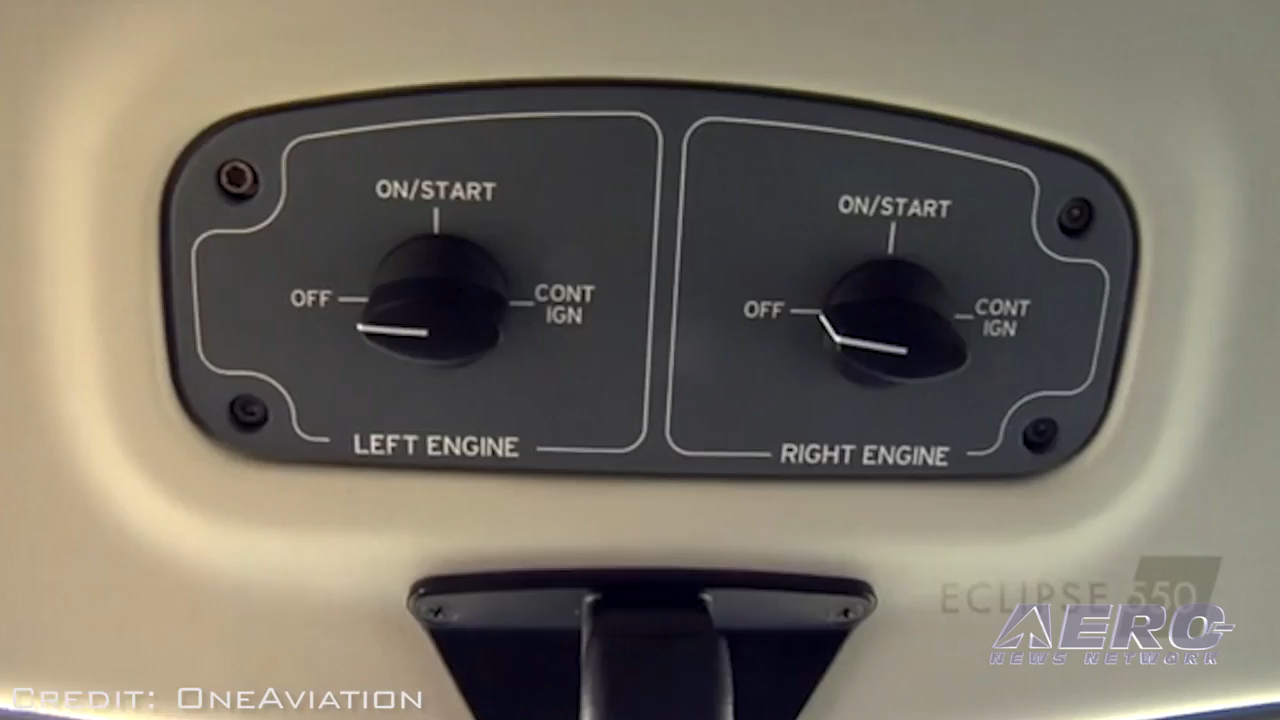 ON/START
ON/START
OFF
CONT
IGN
OFF
CONT
IGN
LEFT ENGINE
RIGHT ENGINE
ECLIPSE 550
AERO
NEWS NETWORK
CREDIT: ONEAVIATION